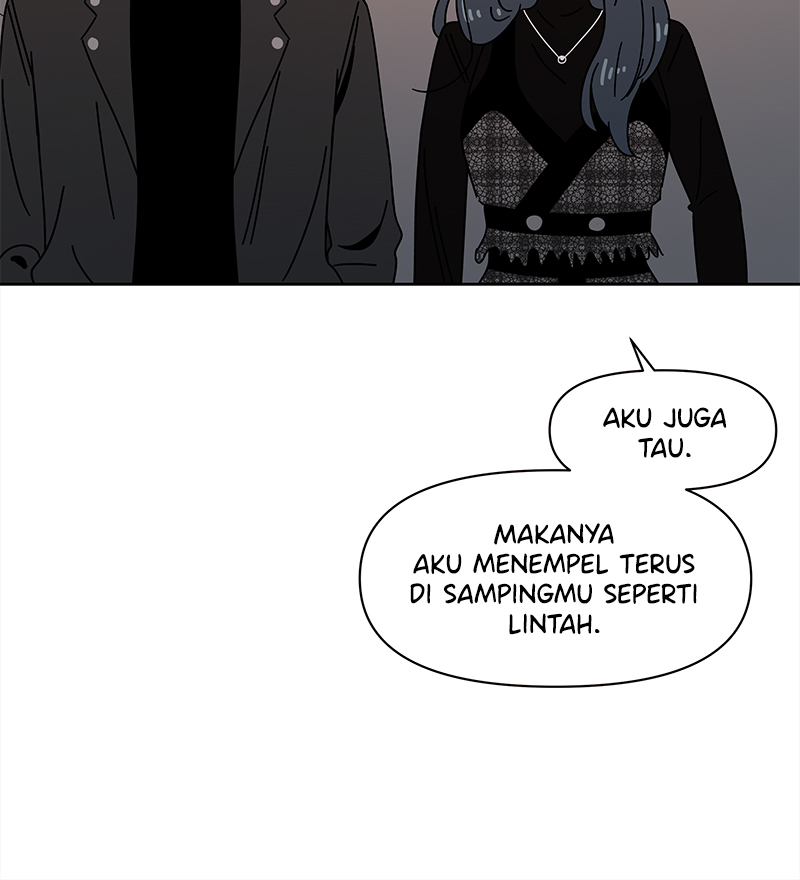 AKU JUGA
TAU.
MAKANYA
AKU MENEMPEL TERUS
DI SAMPINGMU SEPERTI
LINTAH.